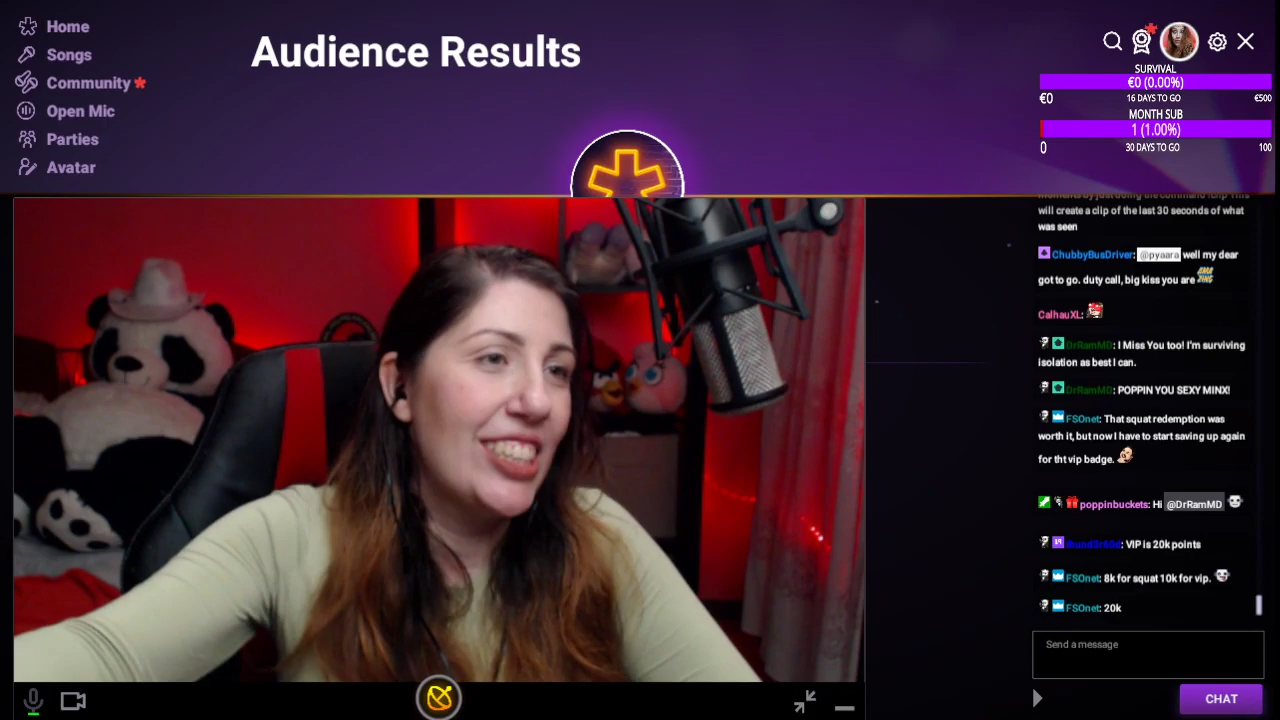 Home
Songs
Community
Open Mic
Parties
Avatar
Audience Results
SURVIVAL
€0 (0.00%)
€0 16 DAYS TO GO €500
MONTH SUB
1 (1.00%)
0 30 DAYS TO GO 100
will create a clip of the last 30 seconds of what
was seen
ChubbyBusDriver: @pyaara well my dear
got to go. duty call, big kiss you are
CalhauXL:
DrRamMD: I Miss You too! I'm surviving
isolation as best I can.
DrRamMD: POPPIN YOU SEXY MINX!
FSOnet: That squat redemption was
worth it, but now I have to start saving up again
for tht vip badge.
poppinbuckets: Hi @DrRamMD
: VIP is 20k points
FSOnet: 8k for squat 10k for vip.
FSOnet: 20k
Send a message
CHAT